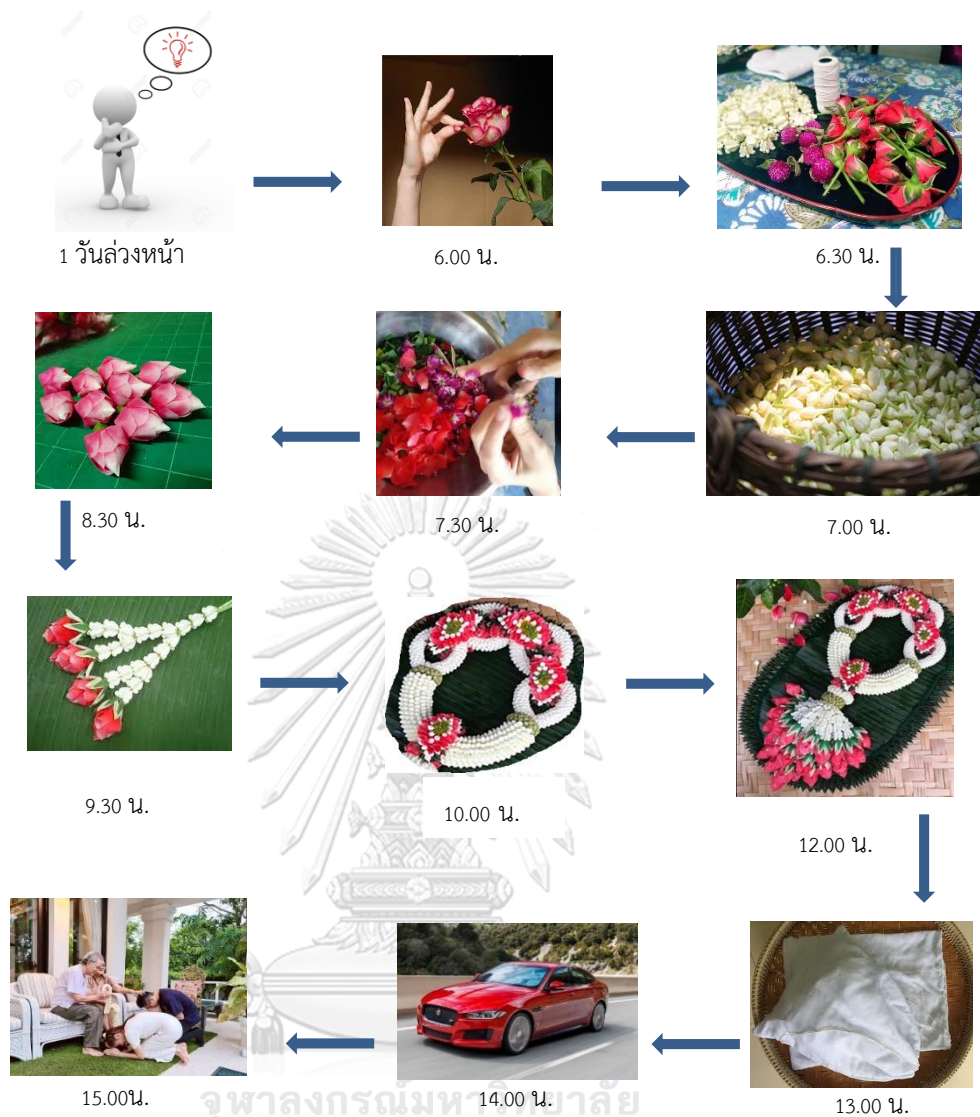 1 วันล่วงหน้า
6.00 น.
6.30 น.
8.30 น.
7.30 น.
7.00 น.
9.30 น.
10.00 น.
12.00 น.
15.00น.
14.00 น.
13.00 น.
จุฬาลงกรณ์มหาวิทยาลัย